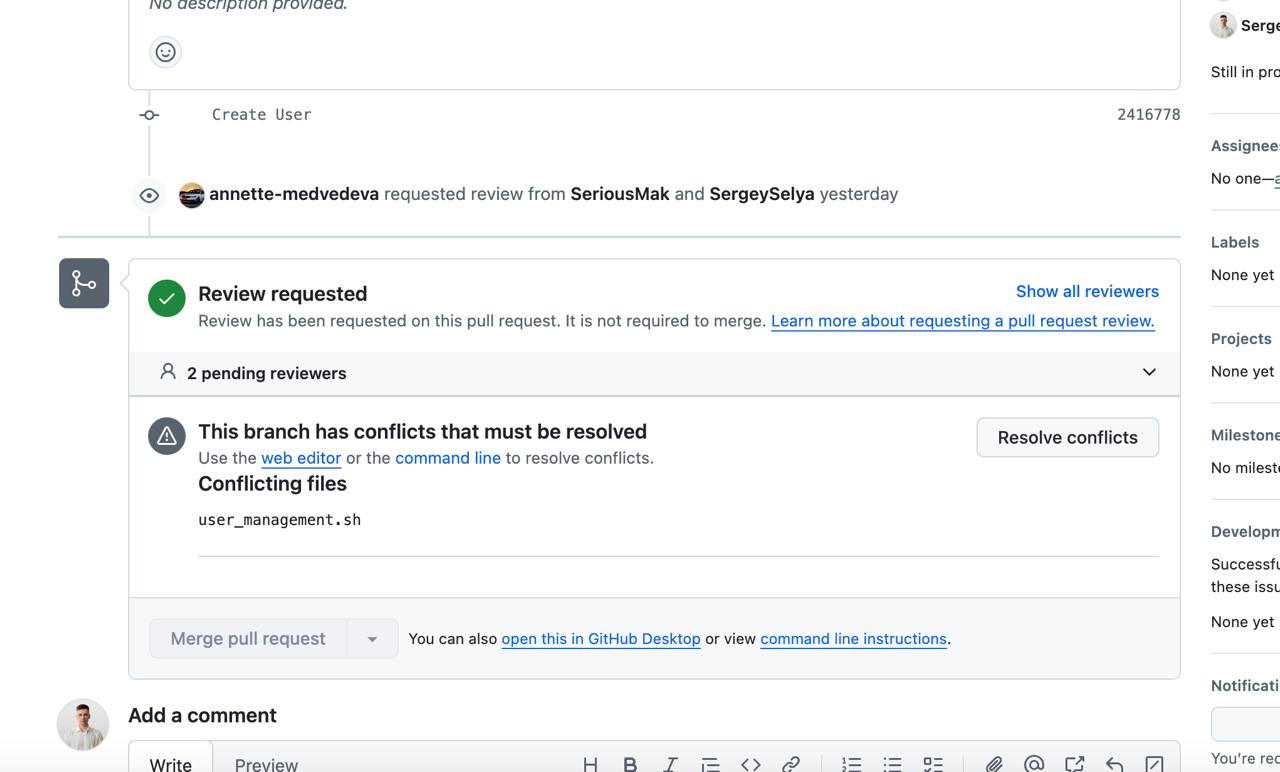 No description provided.
Serge
Still in pro
Create User 2416778
Assignees
No one—a
annette-medvedeva requested review from SeriousMak and SergeySelya yesterday
Labels
None yet
Review requested
Show all reviewers
Review has been requested on this pull request. It is not required to merge. Learn more about requesting a pull request review.
Projects
None yet
2 pending reviewers
This branch has conflicts that must be resolved
Use the web editor or the command line to resolve conflicts.
Resolve conflicts
Milestone
No milesto
Conflicting files
user_management.sh
Developm
Successfu
these issu
None yet
Merge pull request
You can also open this in GitHub Desktop or view command line instructions.
Notificati
You're rec
Add a comment
Write Preview